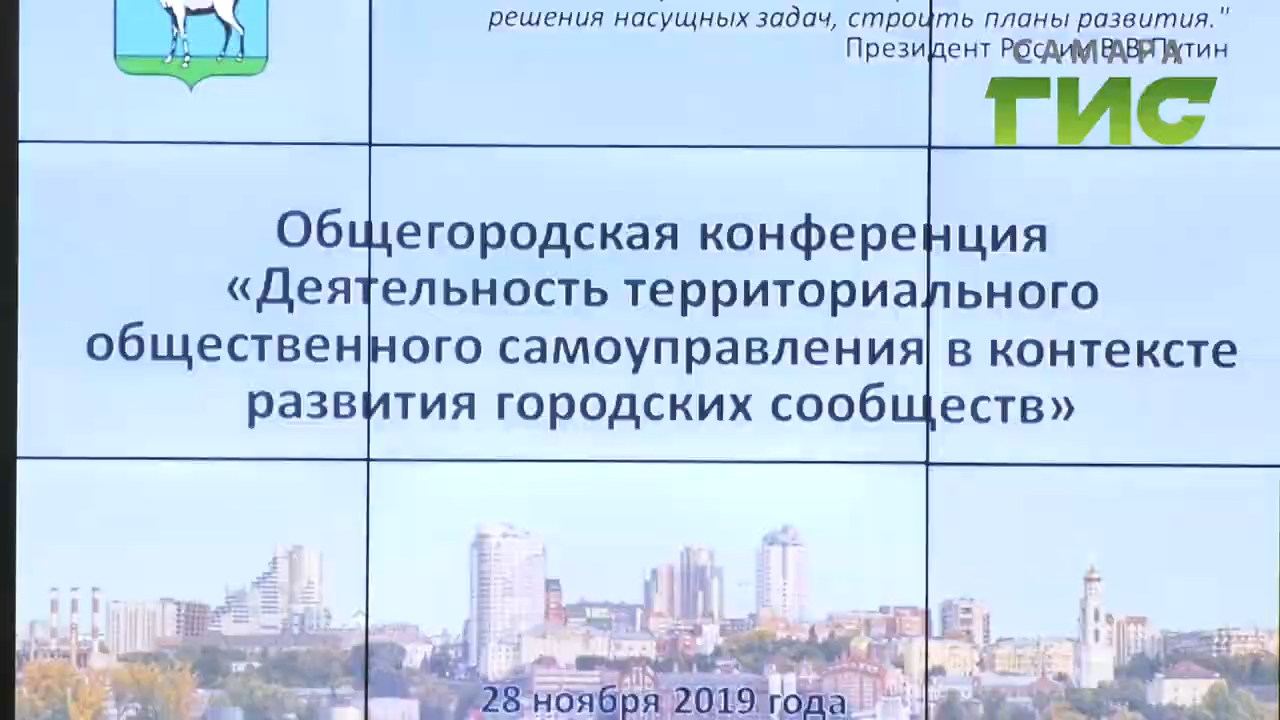 решения насущных задач, строить планы развития."
Президент России В.В.Путин
САМАРА
ГИС
Общегородская конференция
«Деятельность территориального
общественного самоуправления в контексте
развития городских сообществ»
28 ноября 2019 года